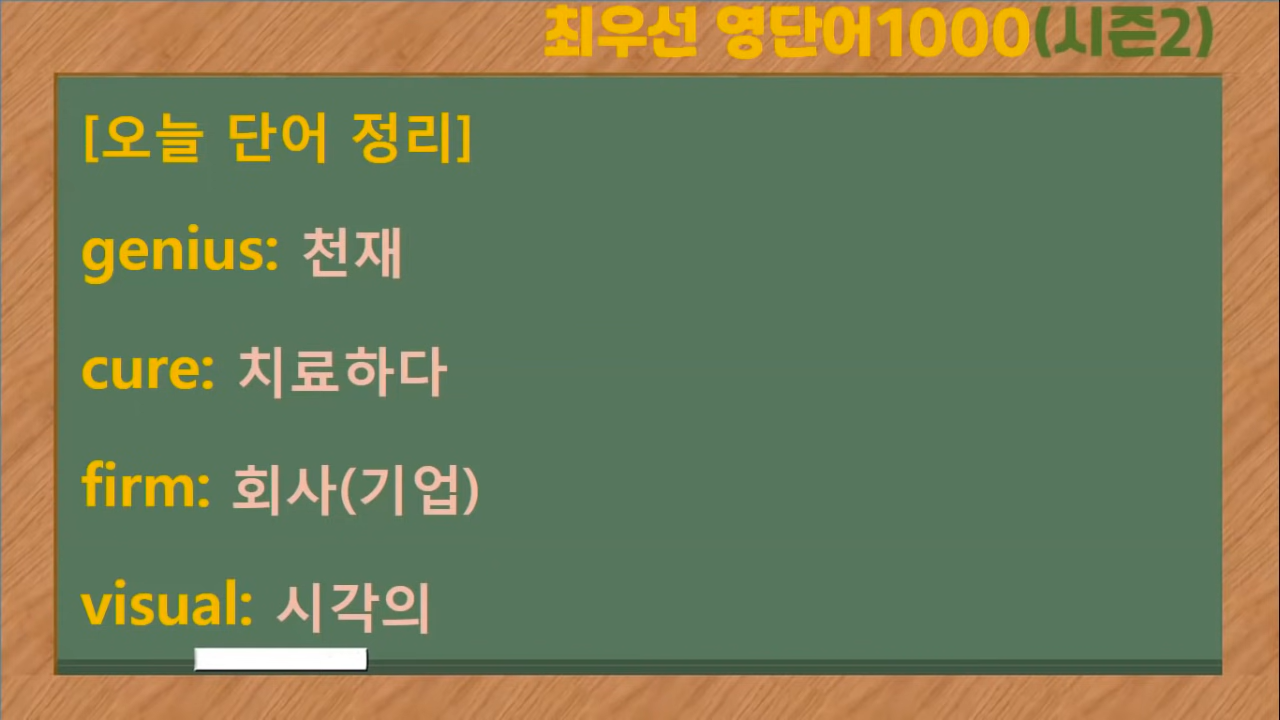 최우선 영단어1000(시즌2)
[오늘 단어 정리]
genius: 천재
cure: 치료하다
firm: 회사(기업)
visual: 시각의